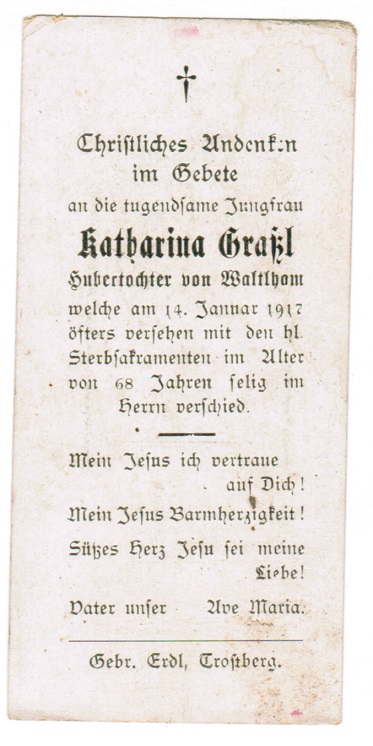 †
Christliches Andenken
im Gebete
an die tugendsame Jungfrau
Katharina Graßl
Hubertochter von Waltlham
welche am 14. Januar 1917
öfters versehen mit den hl.
Sterbsakramenten im Alter
von 68 Jahren selig im
Herrn verschied.
Mein Jesus ich vertraue
auf Dich!
Mein Jesus Barmherzigkeit!
Süßes Herz Jesu sei meine
Liebe!
Vater unser Ave Maria.
Gebr. Erdl, Trostberg.